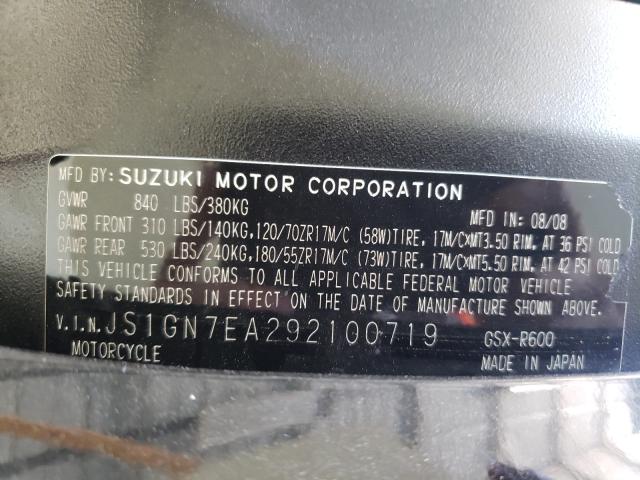 MFD BY: SUZUKI MOTOR CORPORATION
GVWR 840 LBS/380KG MFD IN: 08/08
GAWR FRONT 310 LBS/140KG,120/70ZR17M/C (58W)TIRE, 17M/C×MT3.50 RIM, AT 36 PSI COLD
GAWR REAR 530 LBS/240KG,180/55ZR17M/C (73W)TIRE, 17M/C×MT5.50 RIM, AT 42 PSI COLD
THIS VEHICLE CONFORMS TO ALL APPLICABLE FEDERAL MOTOR VEHICLE
SAFETY STANDARDS IN EFFECT ON THE DATE OF MANUFACTURE SHOWN ABOVE.
V.I.N. JS1GN7EA292100719 GSX-R600
MOTORCYCLE MADE IN JAPAN